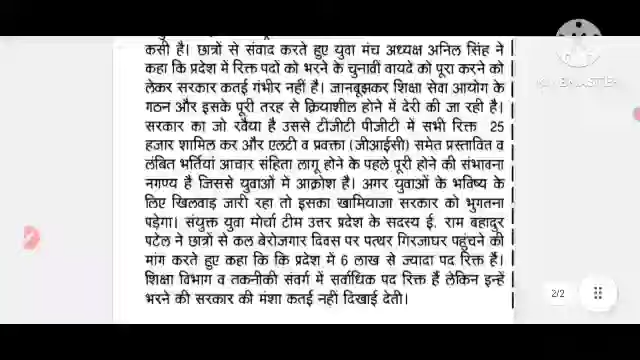 कसी है। छात्रों से संवाद करते हुए युवा मंच अध्यक्ष अनिल सिंह ने
कहा कि प्रदेश में रिक्त पदों को भरने के चुनावीं वायदे को पूरा करने को
लेकर सरकार कतई गंभीर नहीं है। जानबूझकर शिक्षा सेवा आयोग के
गठन और इसके पूरी तरह से क्रियाशील होने में देरी की जा रही है।
सरकार का जो रवैया है उससे टीजीटी पीजीटी में सभी रिक्त 25
हजार शामिल कर और एलटी व प्रवक्ता (जीआईसी) समेत प्रस्तावित व
लंबित भर्तियां आचार संहिता लागू होने के पहले पूरी होने की संभावना
नगण्य है जिससे युवाओं में आक्रोश है। अगर युवाओं के भविष्य के
लिए खिलवाड़ जारी रहा तो इसका खामियाजा सरकार को भुगतना
पड़ेगा। संयुक्त युवा मोर्चा टीम उत्तर प्रदेश के सदस्य ई. राम बहादुर
पटेल ने छात्रों से कल बेरोजगार दिवस पर पत्थर गिरजाघर पहुंचने की
मांग करते हुए कहा कि कि प्रदेश में 6 लाख से ज्यादा पद रिक्त हैं।
शिक्षा विभाग व तकनीकी संवर्ग में सर्वाधिक पद रिक्त हैं लेकिन इन्हें
भरने की सरकार की मंशा कतई नहीं दिखाई देती।
2/2